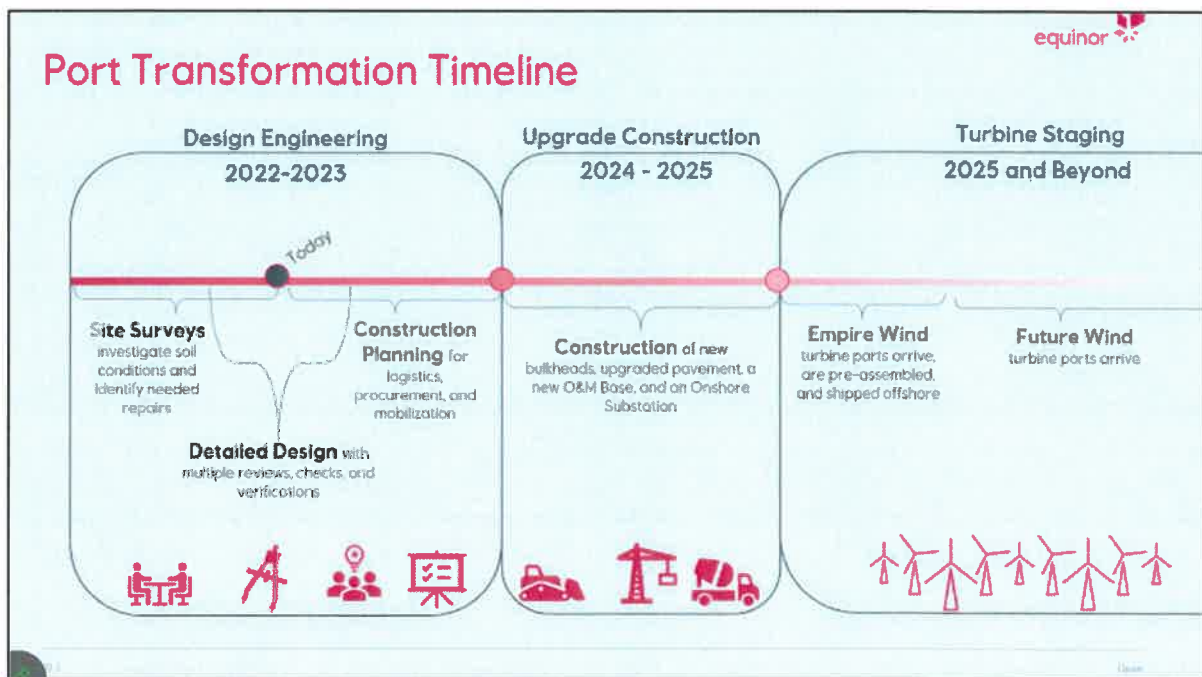 equinor
Port Transformation Timeline
Design Engineering
2022-2023
Upgrade Construction
2024 - 2025
Turbine Staging
2025 and Beyond
Today
Site Surveys
investigate soil
conditions and
identify needed
repairs
Construction
Planning for
logistics,
procurement, and
mobilization
Detailed Design with
multiple reviews, checks, and
verifications
Construction of new
bulkheads, upgraded pavement, a
new O&M Base, and an Onshore
Substation
Empire Wind
turbine parts arrive,
are pre-assembled,
and shipped offshore
Future Wind
turbine parts arrive
Open